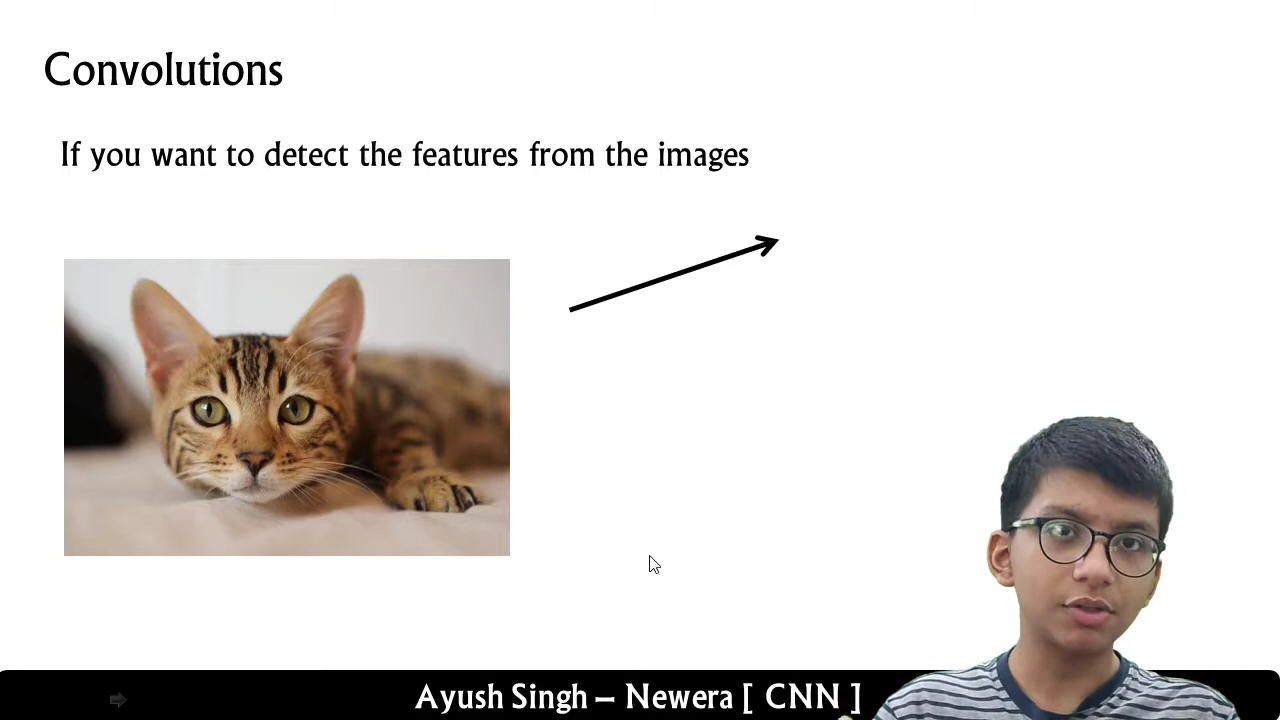 Convolutions
If you want to detect the features from the images
Ayush Singh – Newera [ CNN ]